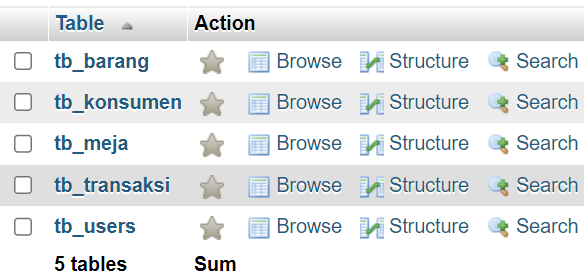 Table Action
tb_barang Browse Structure Search
tb_konsumen Browse Structure Search
tb_meja Browse Structure Search
tb_transaksi Browse Structure Search
tb_users Browse Structure Search
5 tables Sum